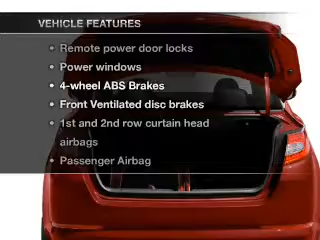 VEHICLE FEATURES
• Remote power door locks
• Power windows
• 4-wheel ABS Brakes
• Front Ventilated disc brakes
• 1st and 2nd row curtain head
airbags
• Passenger Airbag